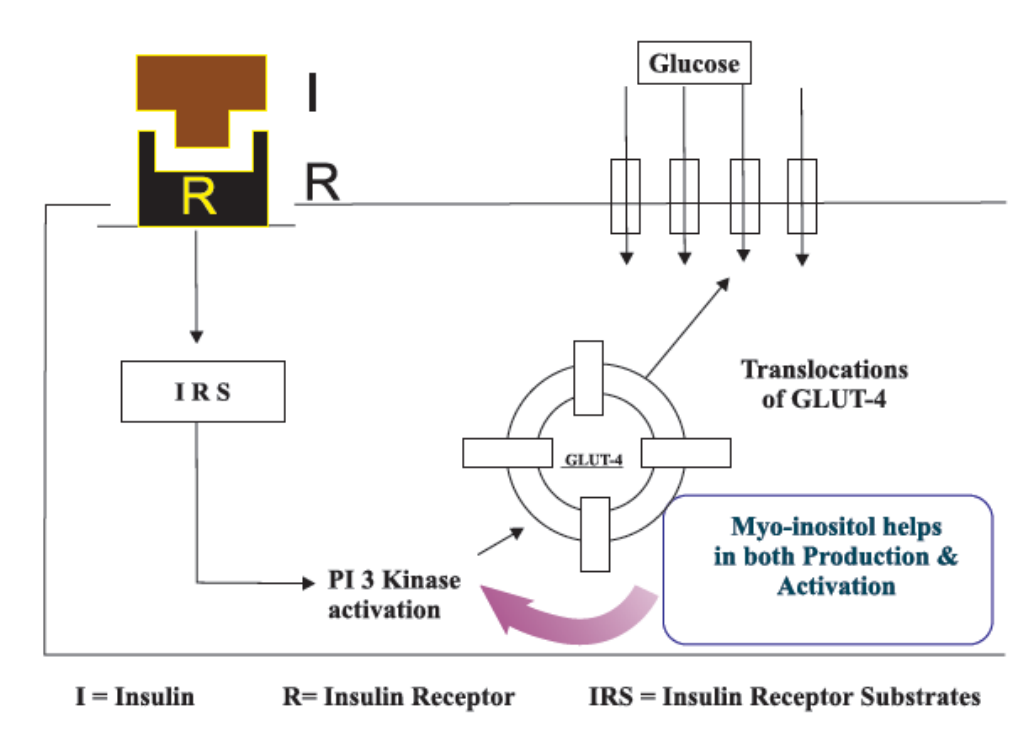 I
Glucose
R
R
I R S
Translocations
of GLUT-4
GLUT-4
Myo-inositol helps
in both Production &
Activation
PI 3 Kinase
activation
I = Insulin R= Insulin Receptor IRS = Insulin Receptor Substrates